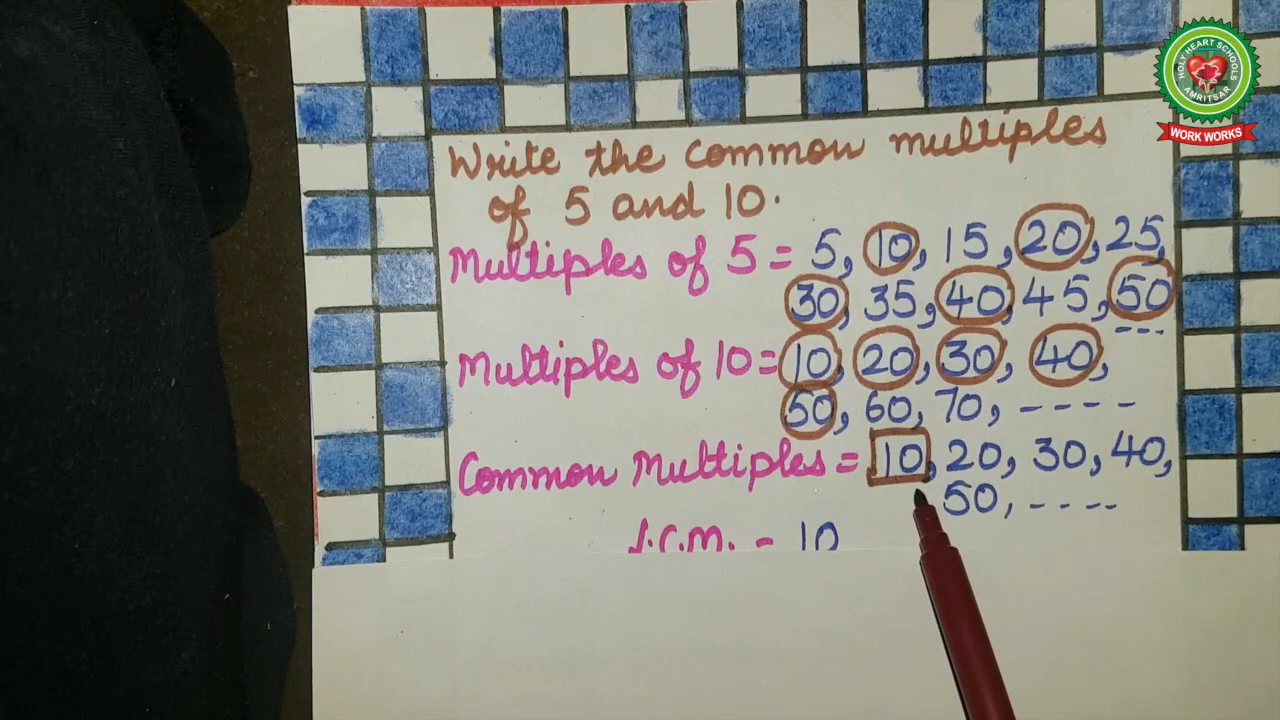 Write the common multiples
of 5 and 10.
Multiples of 5 = 5, 10, 15, 20, 25,
30, 35, 40, 45, 50
---
Multiples of 10 = 10, 20, 30, 40,
50, 60, 70, ----
Common Multiples = 10, 20, 30, 40,
50, ----
L.C.M. = 10
HOLY HEART SCHOOLS
AMRITSAR
WORK WORKS